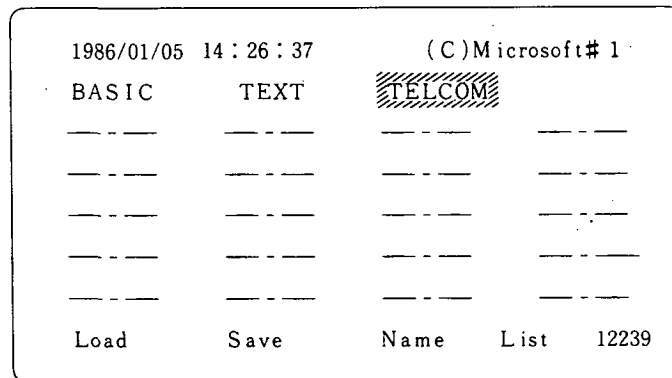 1986/01/05 14:26:37 (C)Microsoft#1
BASIC TEXT TELCOM
—.— —.— —.— —.—
—.— —.— —.— —.—
—.— —.— —.— —.—
—.— —.— —.— —.—
—.— —.— —.— —.—
Load Save Name List 12239